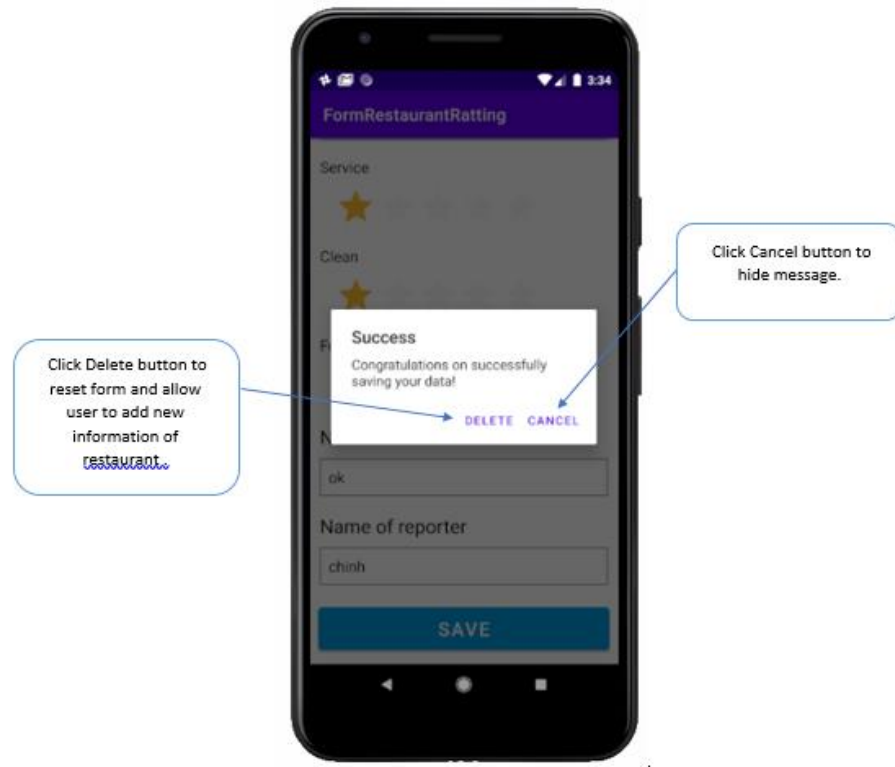 3:34
FormRestaurantRatting
Service
Clean
F
Success
Congratulations on successfully
saving your data!
DELETE CANCEL
N
ok
Name of reporter
chinh
SAVE
Click Delete button to
reset form and allow
user to add new
information of
restaurant.
Click Cancel button to
hide message.